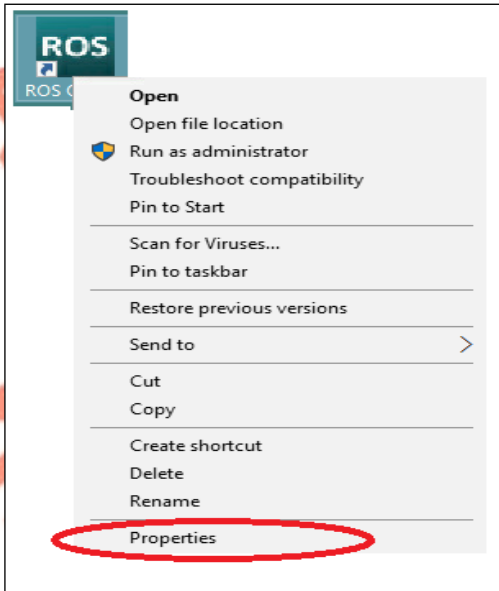 ROS
ROS
Open
Open file location
Run as administrator
Troubleshoot compatibility
Pin to Start
Scan for Viruses...
Pin to taskbar
Restore previous versions
Send to
Cut
Copy
Create shortcut
Delete
Rename
Properties